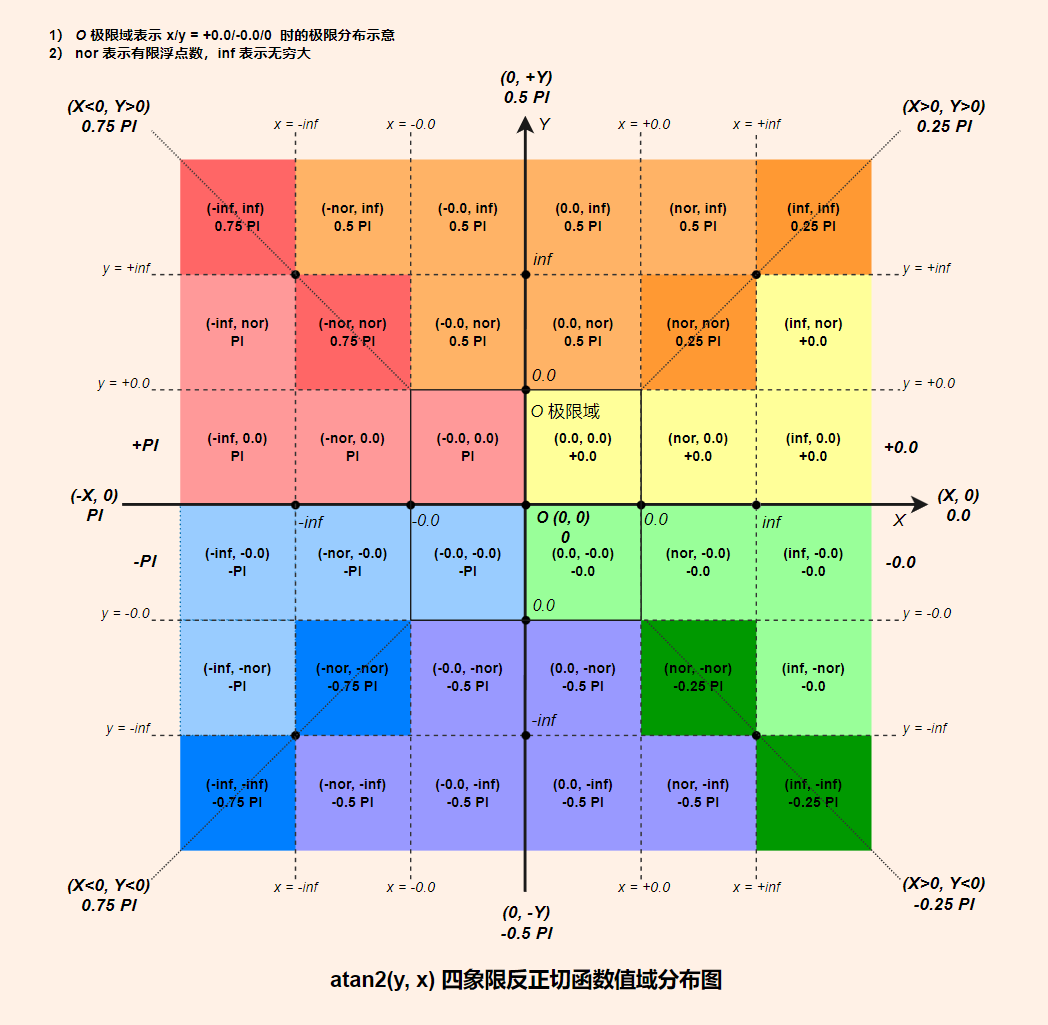 1） O 极限域表示 x/y = +0.0/-0.0/0 时的极限分布示意
2） nor 表示有限浮点数，inf 表示无穷大
(0, +Y)
0.5 PI
(X<0, Y>0)
0.75 PI
(X>0, Y>0)
0.25 PI
x = -inf
x = -0.0
Y
x = +0.0
x = +inf
(-inf, inf)
0.75 PI
(-nor, inf)
0.5 PI
(-0.0, inf)
0.5 PI
(0.0, inf)
0.5 PI
(nor, inf)
0.5 PI
(inf, inf)
0.25 PI
y = +inf
inf
y = +inf
(-inf, nor)
PI
(-nor, nor)
0.75 PI
(-0.0, nor)
0.5 PI
(0.0, nor)
0.5 PI
(nor, nor)
0.25 PI
(inf, nor)
+0.0
y = +0.0
0.0
y = +0.0
O 极限域
+PI
(-inf, 0.0)
PI
(-nor, 0.0)
PI
(-0.0, 0.0)
PI
(0.0, 0.0)
+0.0
(nor, 0.0)
+0.0
(inf, 0.0)
+0.0
+0.0
(-X, 0)
PI
(X, 0)
0.0
-inf
-0.0
O (0, 0)
0
0.0
inf
X
-PI
(-inf, -0.0)
-PI
(-nor, -0.0)
-PI
(-0.0, -0.0)
-PI
(0.0, -0.0)
-0.0
(nor, -0.0)
-0.0
(inf, -0.0)
-0.0
-0.0
y = -0.0
0.0
y = -0.0
(-inf, -nor)
-PI
(-nor, -nor)
-0.75 PI
(-0.0, -nor)
-0.5 PI
(0.0, -nor)
-0.5 PI
(nor, -nor)
-0.25 PI
(inf, -nor)
-0.0
y = -inf
-inf
y = -inf
(-inf, -inf)
-0.75 PI
(-nor, -inf)
-0.5 PI
(-0.0, -inf)
-0.5 PI
(0.0, -inf)
-0.5 PI
(nor, -inf)
-0.5 PI
(inf, -inf)
-0.25 PI
x = -inf
x = -0.0
x = +0.0
x = +inf
(X<0, Y<0)
0.75 PI
(X>0, Y<0)
-0.25 PI
(0, -Y)
-0.5 PI
atan2(y, x) 四象限反正切函数值域分布图